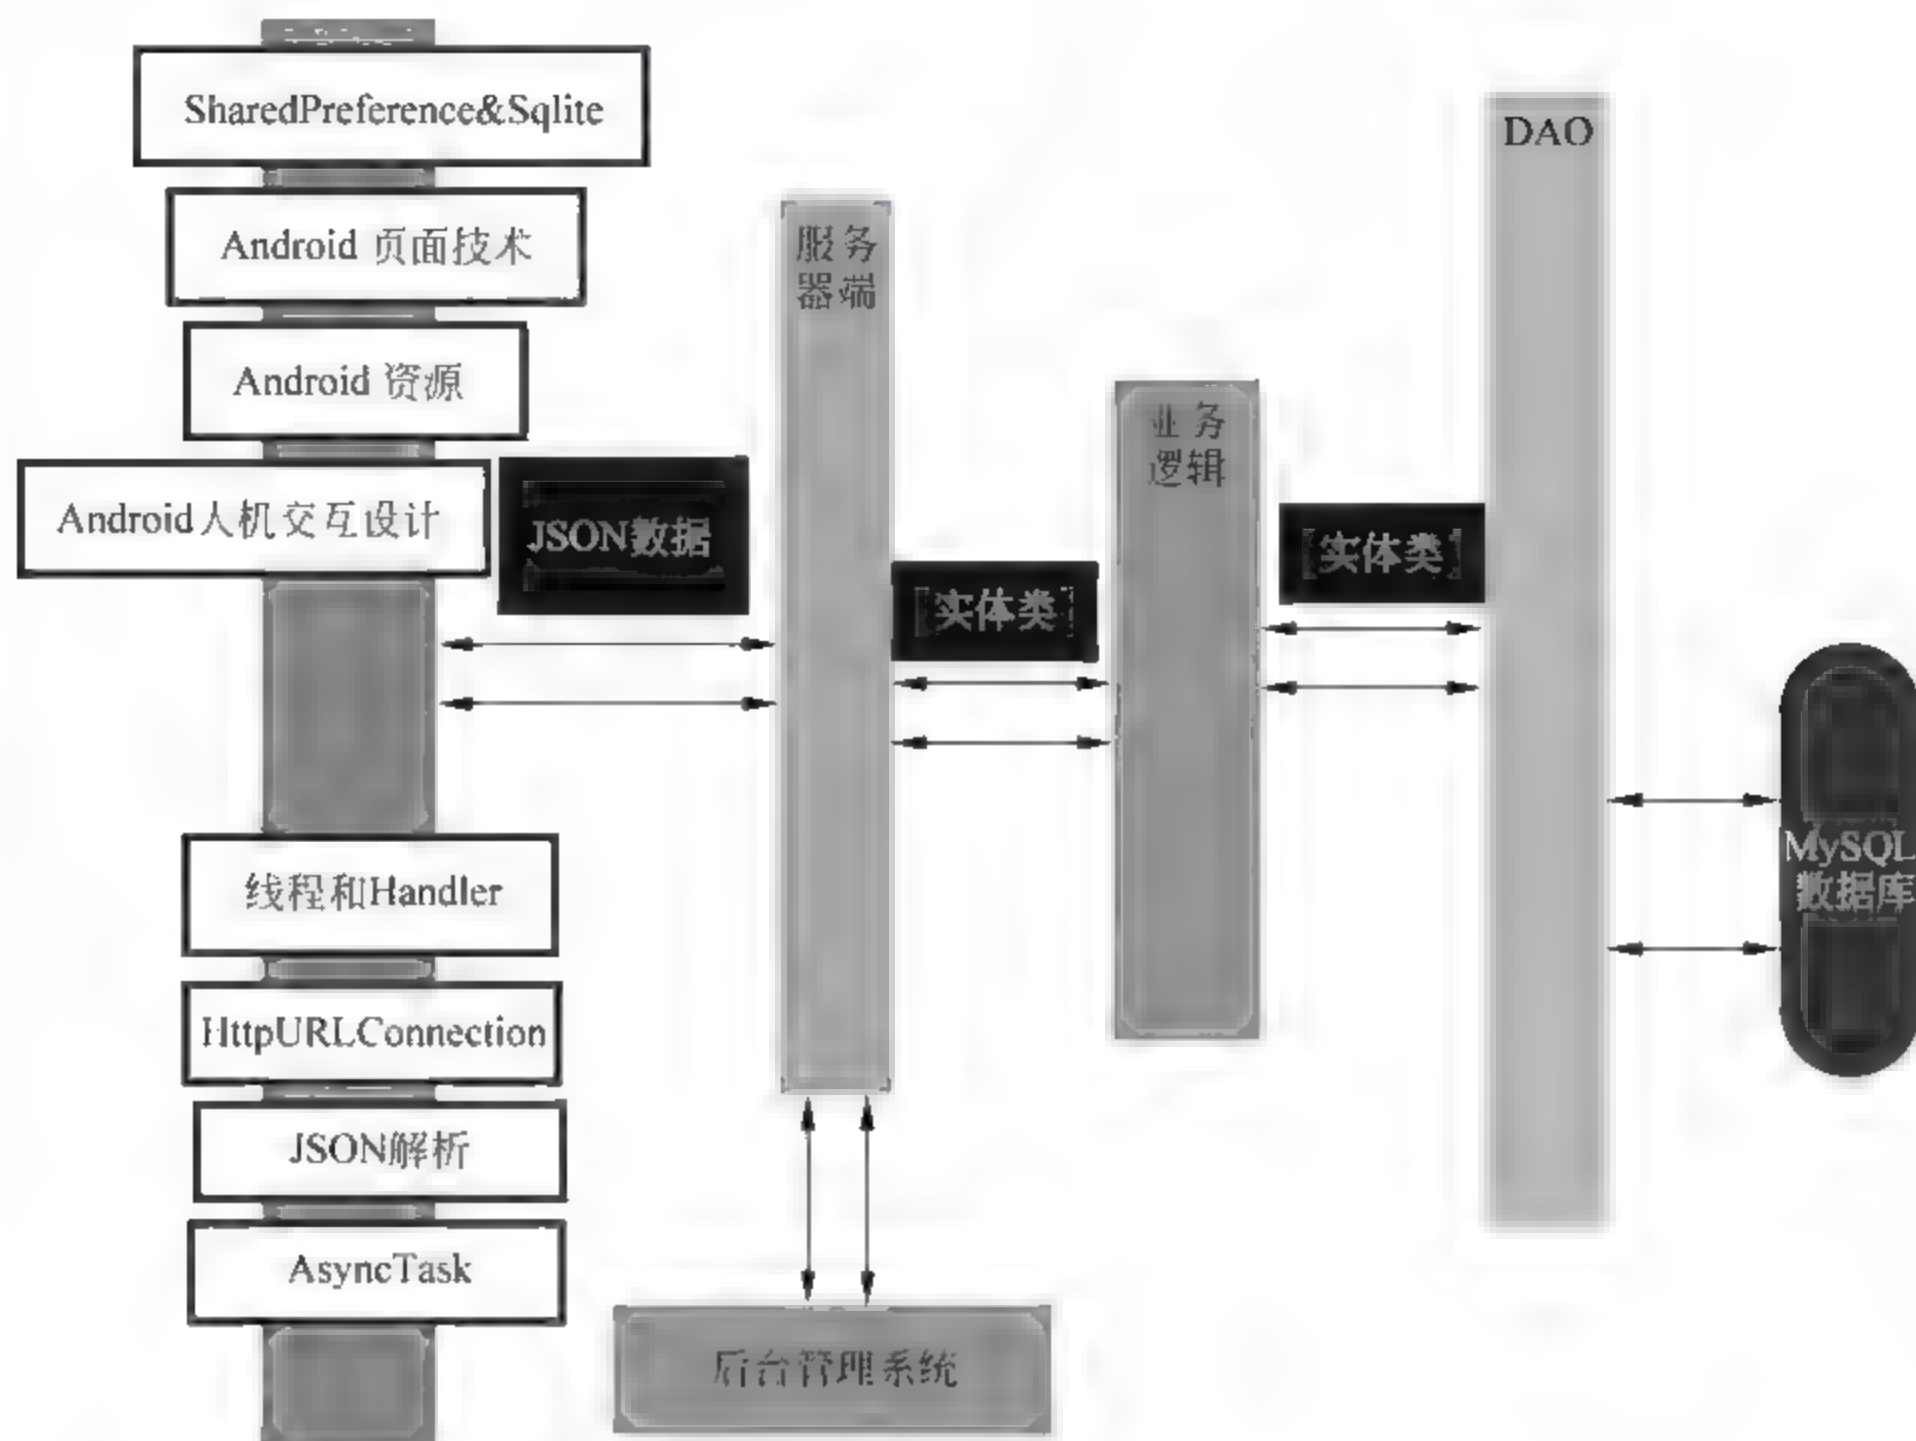 SharedPreference&Sqlite
Android 页面技术
Android 资源
Android人机交互设计
线程和Handler
HttpURLConnection
JSON解析
AsyncTask
JSON数据
服务
器端
实体类
业务
逻辑
实体类
DAO
MySQL
数据库
后台管理系统